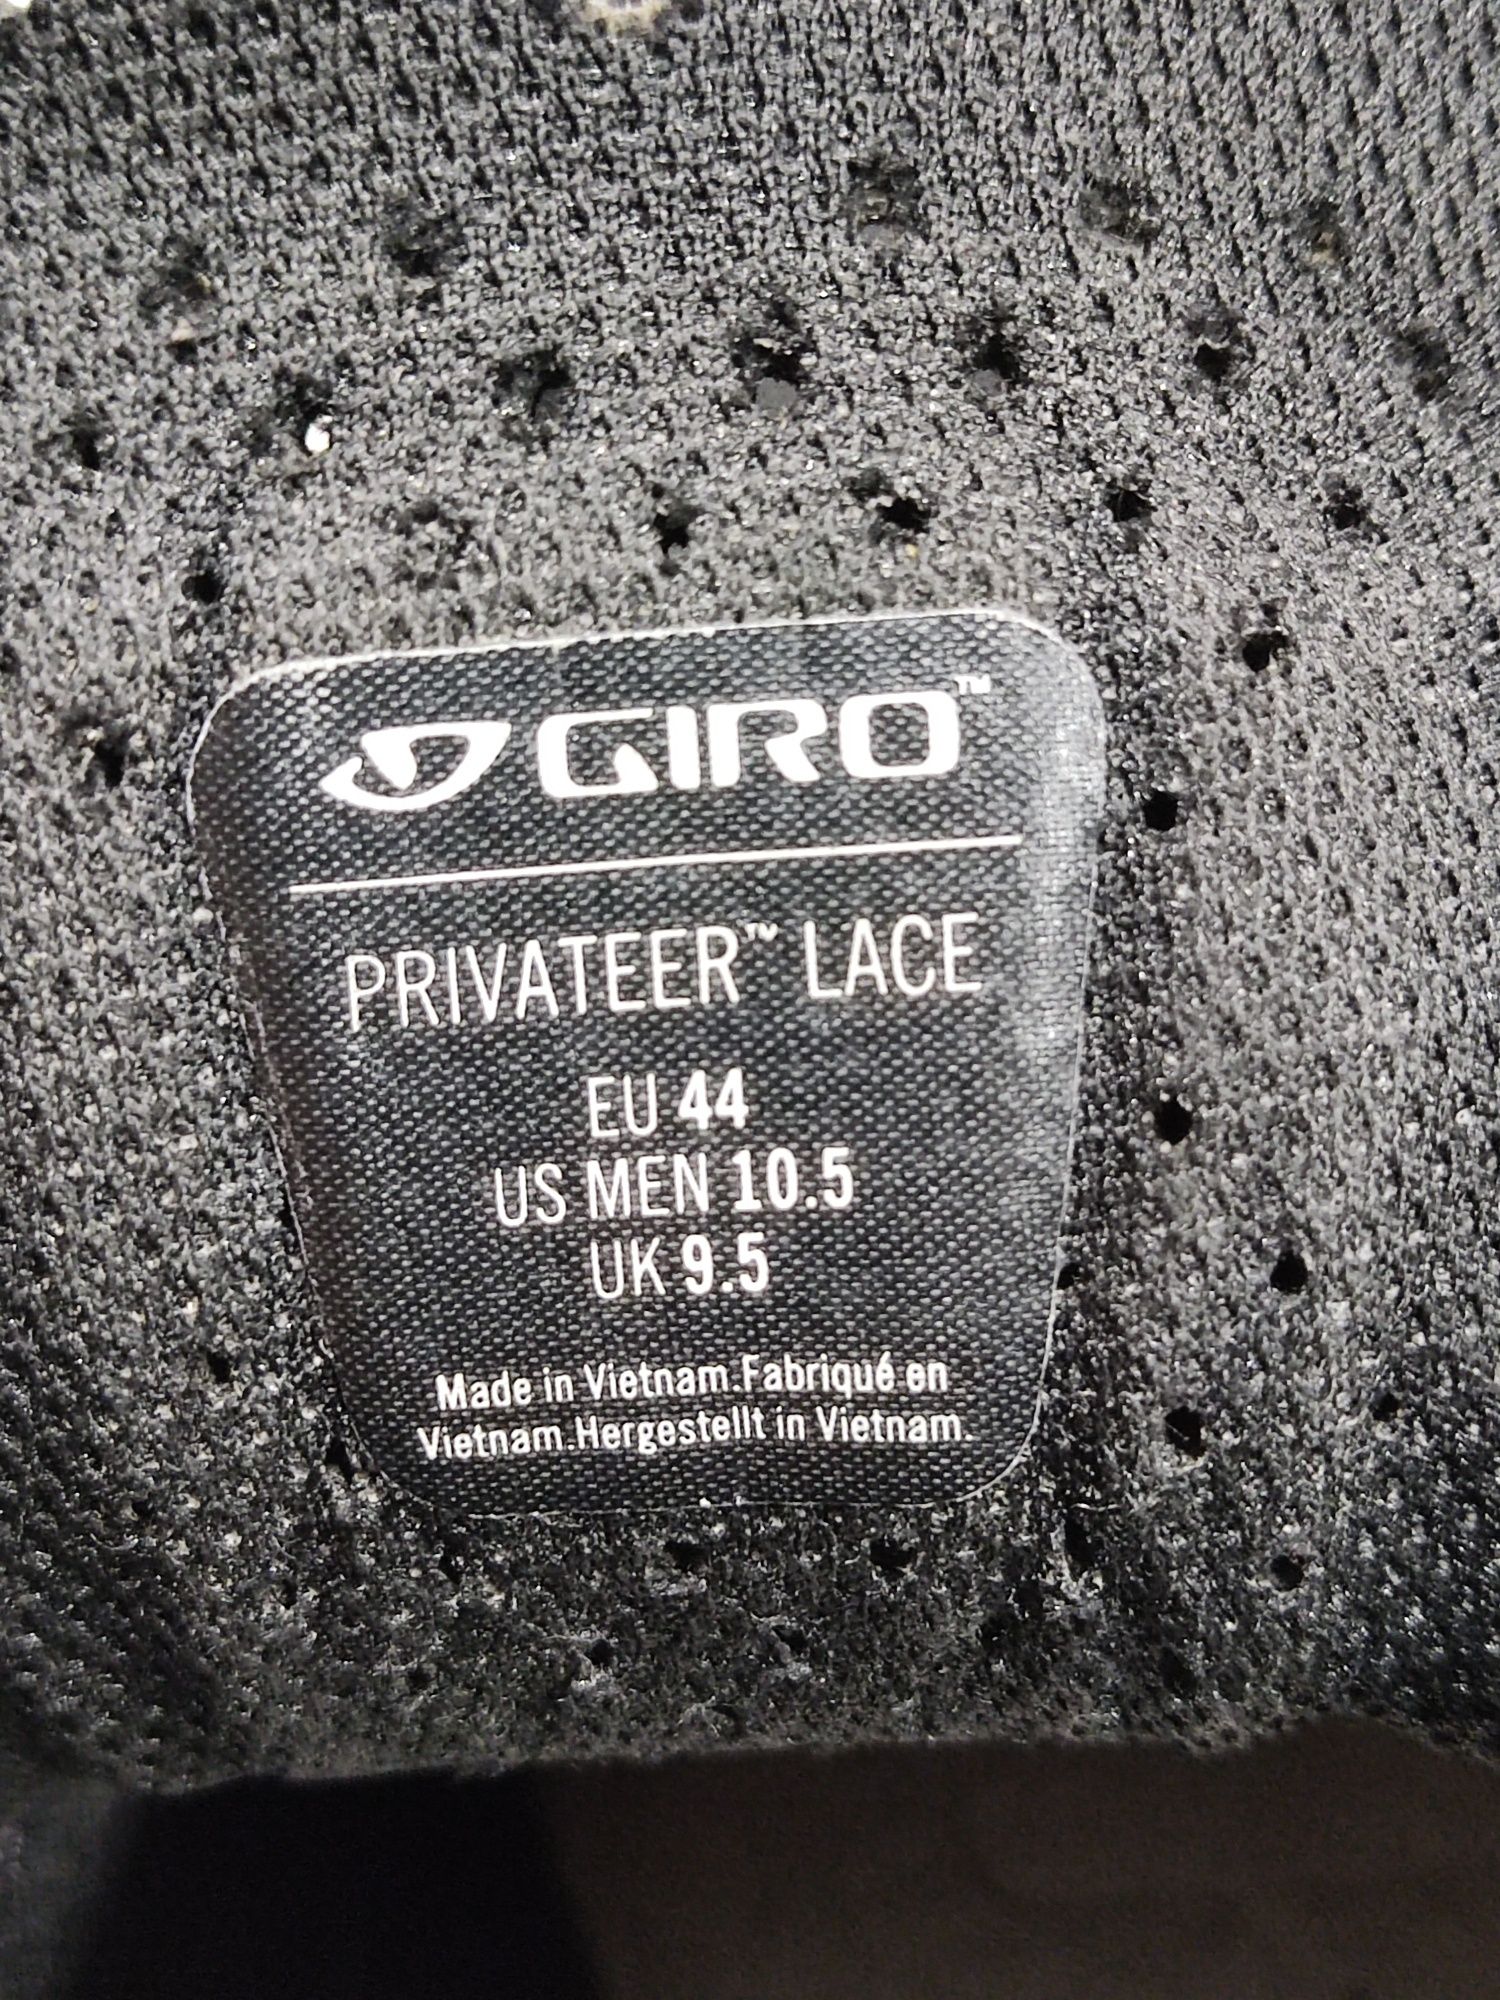 GIRO™
PRIVATEER™ LACE
EU 44
US MEN 10.5
UK 9.5
Made in Vietnam.Fabriqué en
Vietnam.Hergestellt in Vietnam.